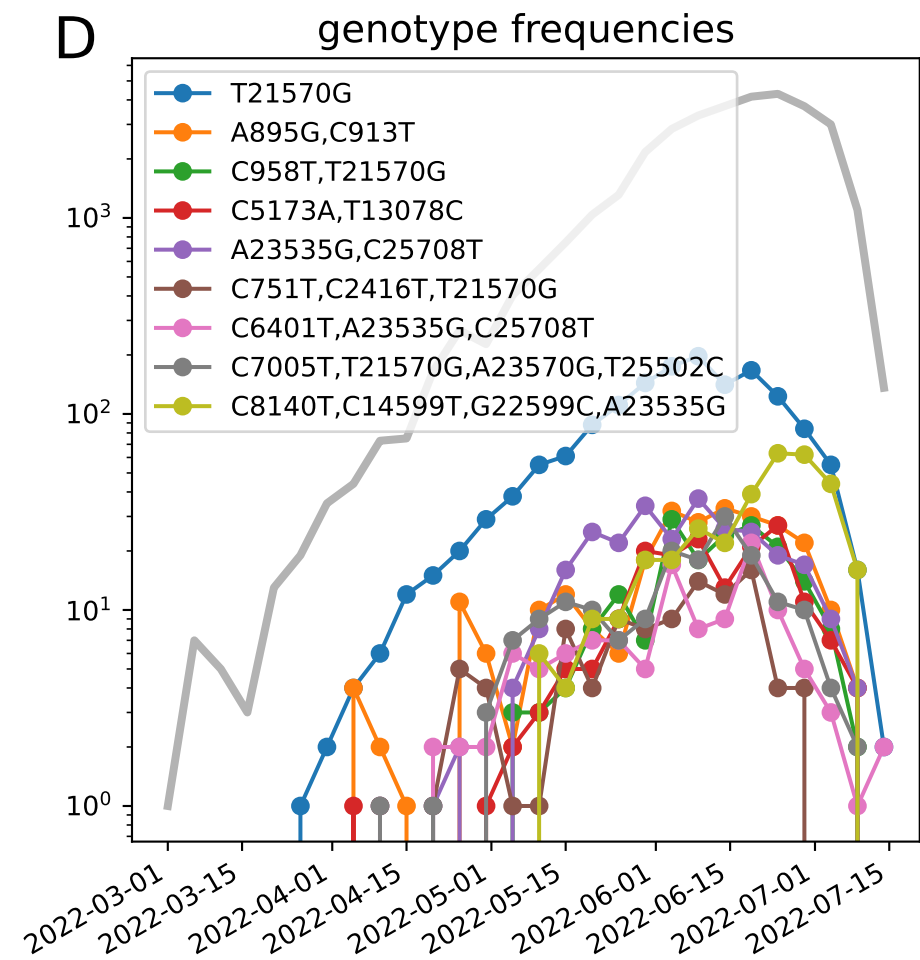 D
genotype frequencies
T21570G
A895G,C913T
C958T,T21570G
C5173A,T13078C
A23535G,C25708T
C751T,C2416T,T21570G
C6401T,A23535G,C25708T
C7005T,T21570G,A23570G,T25502C
C8140T,C14599T,G22599C,A23535G
10³
10²
10¹
10⁰
2022-03-01
2022-03-15
2022-04-01
2022-04-15
2022-05-01
2022-05-15
2022-06-01
2022-06-15
2022-07-01
2022-07-15